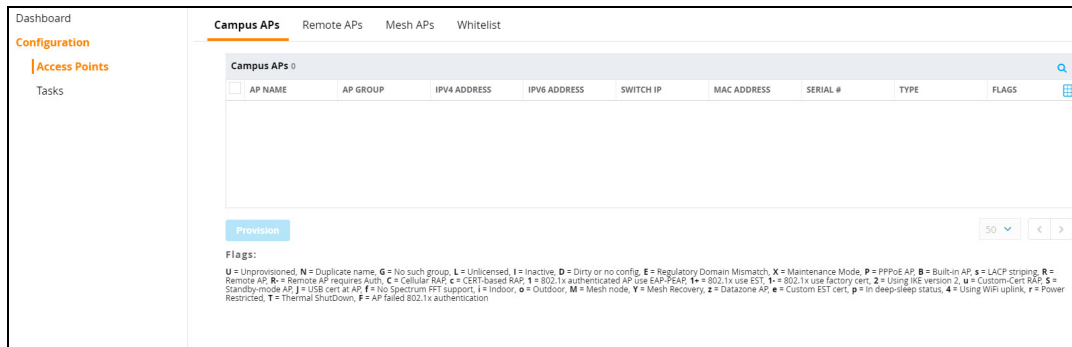 Dashboard
Configuration
Access Points
Tasks
Campus APs Remote APs Mesh APs Whitelist
Campus APs 0
AP NAME AP GROUP IPV4 ADDRESS IPV6 ADDRESS SWITCH IP MAC ADDRESS SERIAL # TYPE FLAGS
Provision
50
Flags:
U = Unprovisioned, N = Duplicate name, G = No such group, L = Unlicensed, I = Inactive, D = Dirty or no config, E = Regulatory Domain Mismatch, X = Maintenance Mode, P = PPPoE AP, B = Built-in AP, s = LACP striping, R =
Remote AP, R- = Remote AP requires Auth, C = Cellular RAP, c = CERT-based RAP, 1 = 802.1x authenticated AP use EAP-PEAP, 1+ = 802.1x use EST, 1- = 802.1x use factory cert, 2 = Using IKE version 2, u = Custom-Cert RAP, S =
Standby-mode AP, J = USB cert at AP, f = No Spectrum FFT support, i = Indoor, o = Outdoor, M = Mesh node, Y = Mesh Recovery, z = Datazone AP, e = Custom EST cert, p = In deep-sleep status, 4 = Using WiFi uplink, r = Power
Restricted, T = Thermal ShutDown, F = AP failed 802.1x authentication